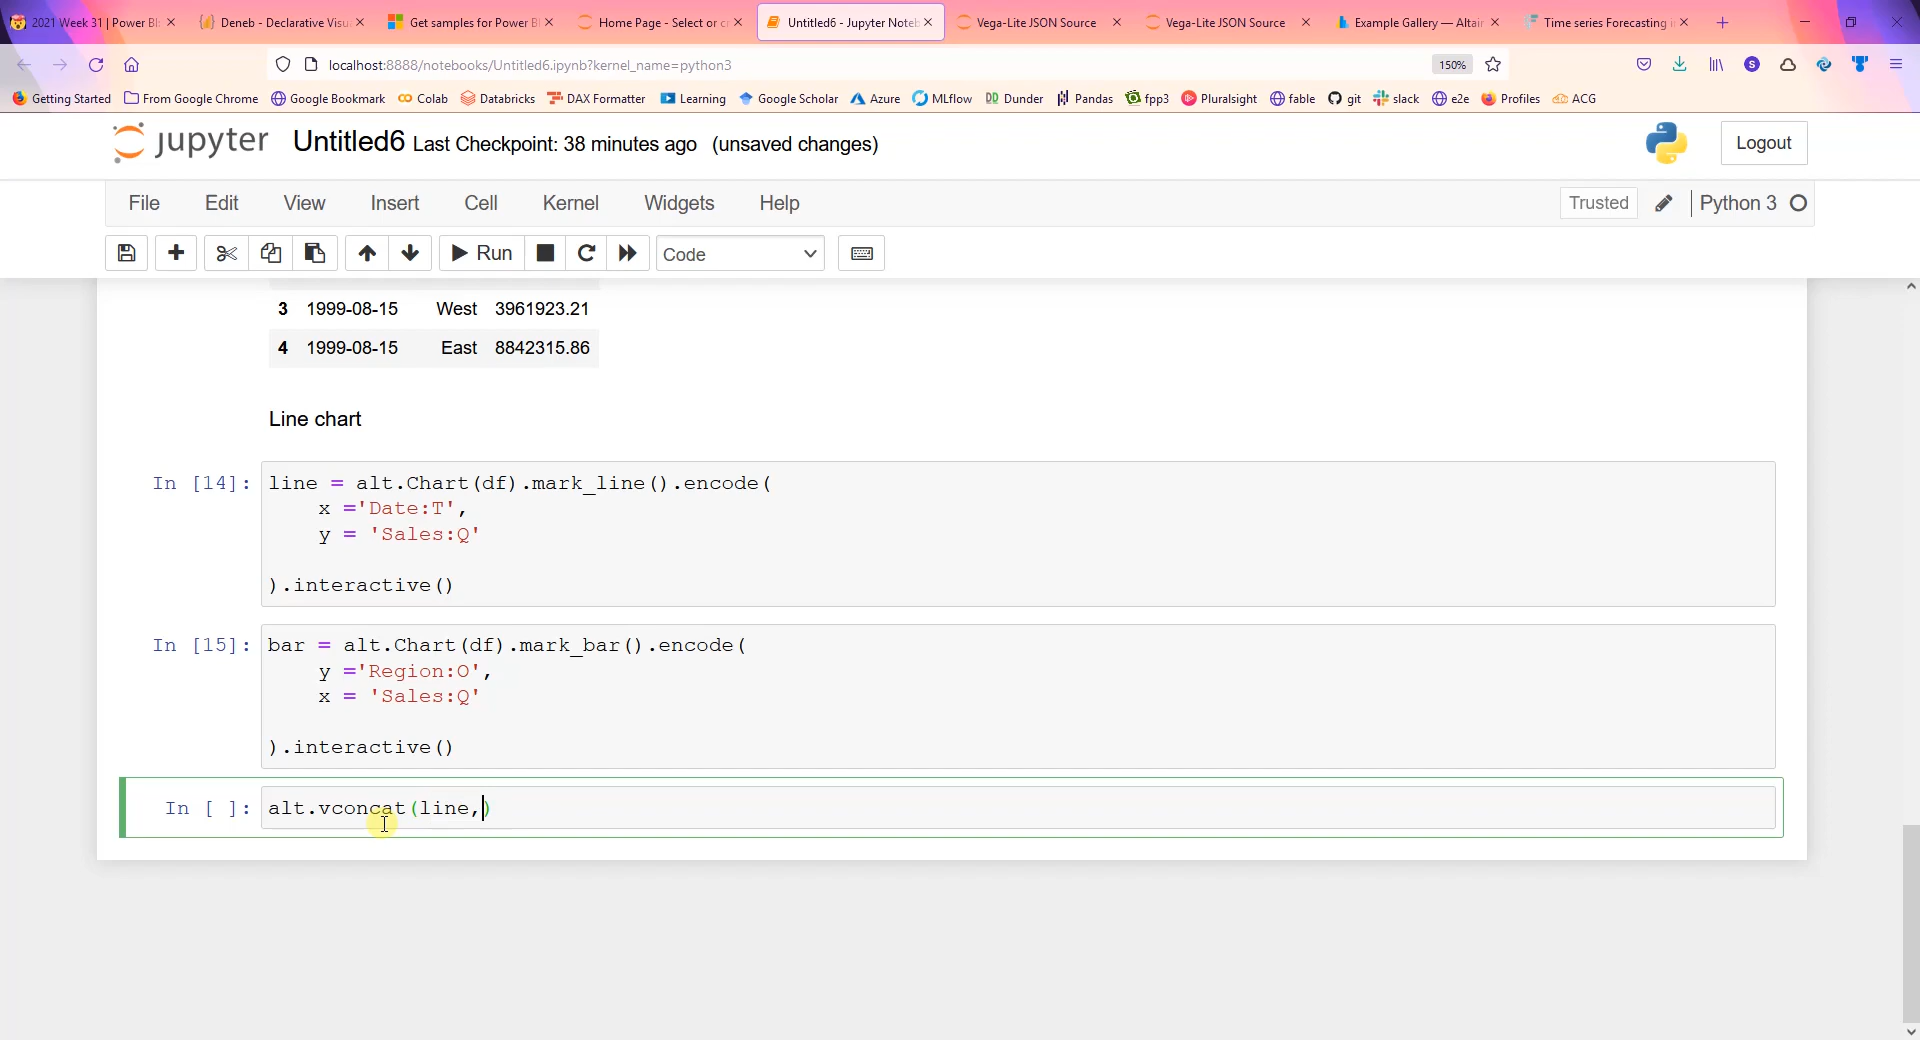 2021 Week 31 | Power BI
Deneb - Declarative Visu
Get samples for Power B
Home Page - Select or cr
Untitled6 - Jupyter Noteb
Vega-Lite JSON Source
Vega-Lite JSON Source
Example Gallery — Altair
Time series Forecasting i
localhost:8888/notebooks/Untitled6.ipynb?kernel_name=python3
150%
Getting Started
From Google Chrome
Google Bookmark
Colab
Databricks
DAX Formatter
Learning
Google Scholar
Azure
MLflow
Dunder
Pandas
fpp3
Pluralsight
fable
git
slack
e2e
Profiles
ACG
jupyter Untitled6 Last Checkpoint: 38 minutes ago (unsaved changes)
Logout
File Edit View Insert Cell Kernel Widgets Help
Trusted
Python 3
Run
Code
3 1999-08-15 West 3961923.21
4 1999-08-15 East 8842315.86
Line chart
In [14]: line = alt.Chart(df).mark_line().encode(
x ='Date:T',
y = 'Sales:Q'
).interactive()
In [15]: bar = alt.Chart(df).mark_bar().encode(
y ='Region:O',
x = 'Sales:Q'
).interactive()
In [ ]: alt.vconcat(line,)